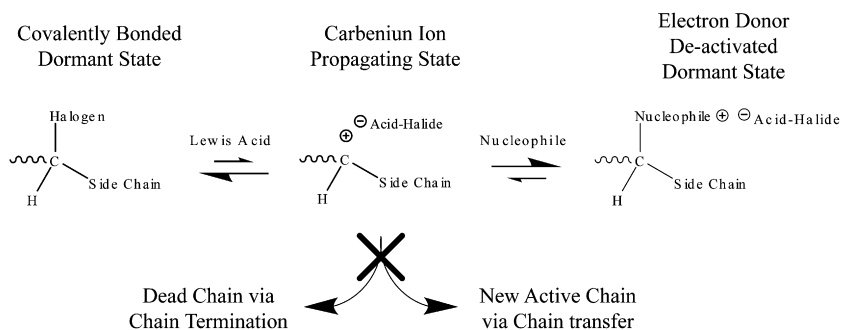 Covalently Bonded
Dormant State
Carbeniun Ion
Propagating State
Electron Donor
De-activated
Dormant State
Halogen
C
H
Side Chain
Lewis Acid
⊕ ⊖ Acid-Halide
C
H
Side Chain
Nucleophile
Nucleophile ⊕ ⊖ Acid-Halide
C
H
Side Chain
Dead Chain via
Chain Termination
New Active Chain
via Chain transfer